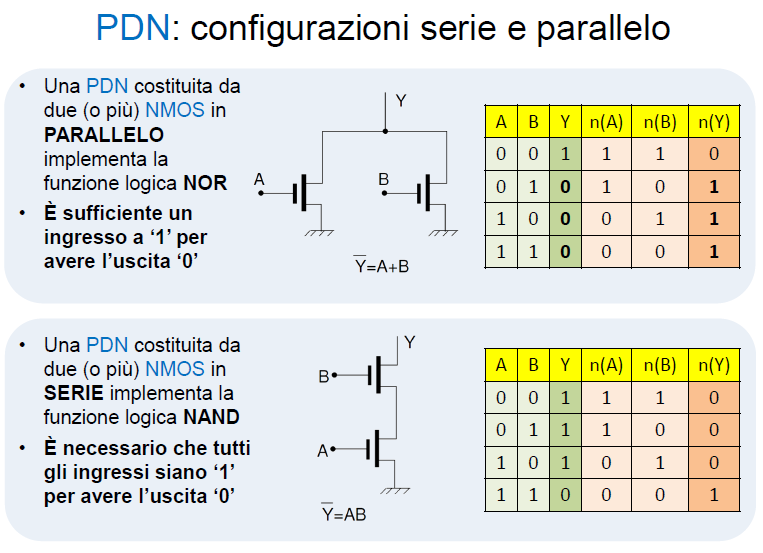 PDN: configurazioni serie e parallelo
• Una PDN costituita da
due (o più) NMOS in
PARALLELO
implementa la
funzione logica NOR
• È sufficiente un
ingresso a ‘1’ per
avere l’uscita ‘0’
Y
A
B
Y̅=A+B
A B Y n(A) n(B) n(Y)
0 0 1 1 1 0
0 1 0 1 0 1
1 0 0 0 1 1
1 1 0 0 0 1
• Una PDN costituita da
due (o più) NMOS in
SERIE implementa la
funzione logica NAND
• È necessario che tutti
gli ingressi siano ‘1’
per avere l’uscita ‘0’
Y
B
A
Y̅=AB
A B Y n(A) n(B) n(Y)
0 0 1 1 1 0
0 1 1 1 0 0
1 0 1 0 1 0
1 1 0 0 0 1